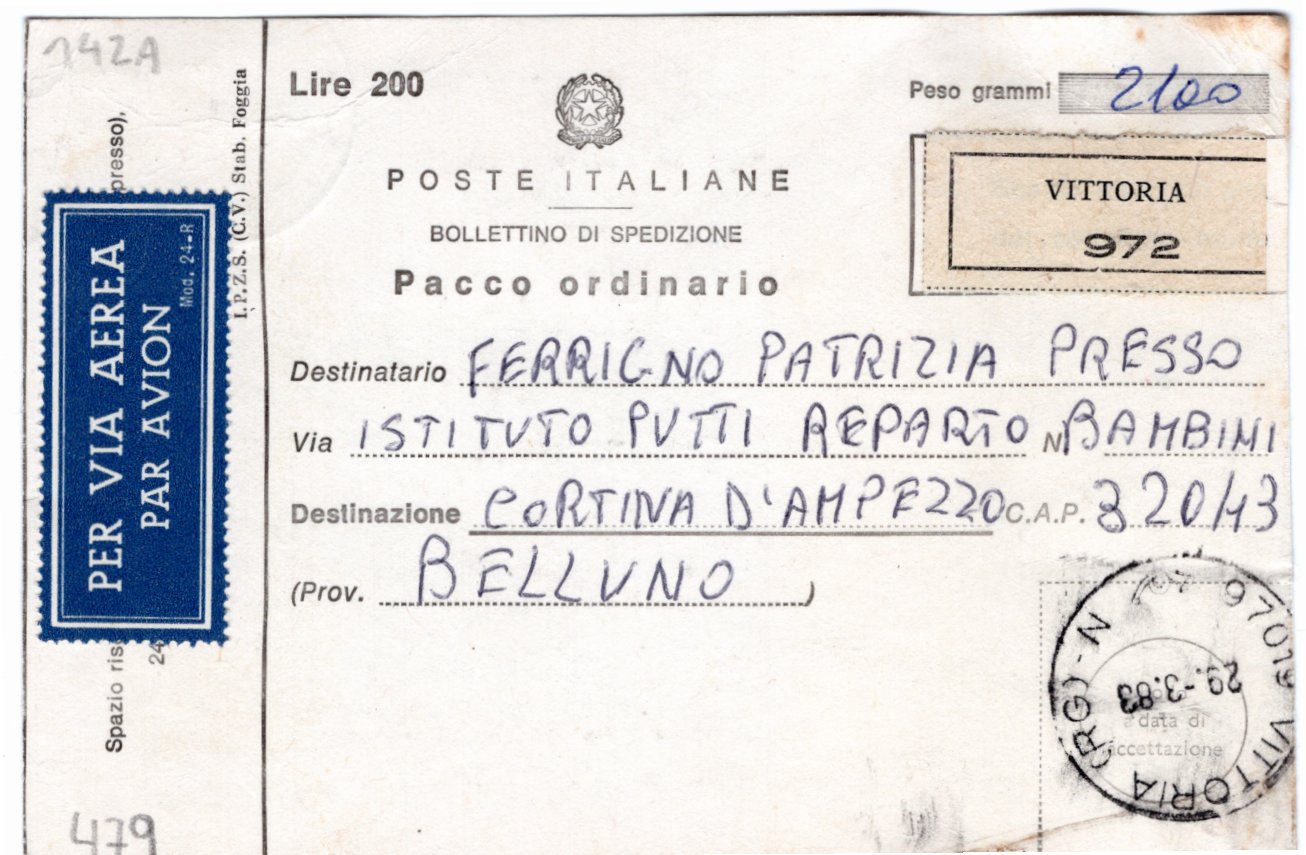 142A
Lire 200
Peso grammi 2100
POSTE ITALIANE
BOLLETTINO DI SPEDIZIONE
Pacco ordinario
VITTORIA
972
Destinatario FERRIGNO PATRIZIA PRESSO
Via ISTITUTO PUTTI REPARTO N BAMBINI
Destinazione CORTINA D'AMPEZZO C.A.P. 32043
(Prov. BELLUNO )
I.P.Z.S. (C.V.) Stab. Foggia
PER VIA AEREA
PAR AVION
Mod. 24-R
Spazio ris presso),
24
479
97019 VITTORIA (RG) - N
29.-3.83
a data di
accettazione